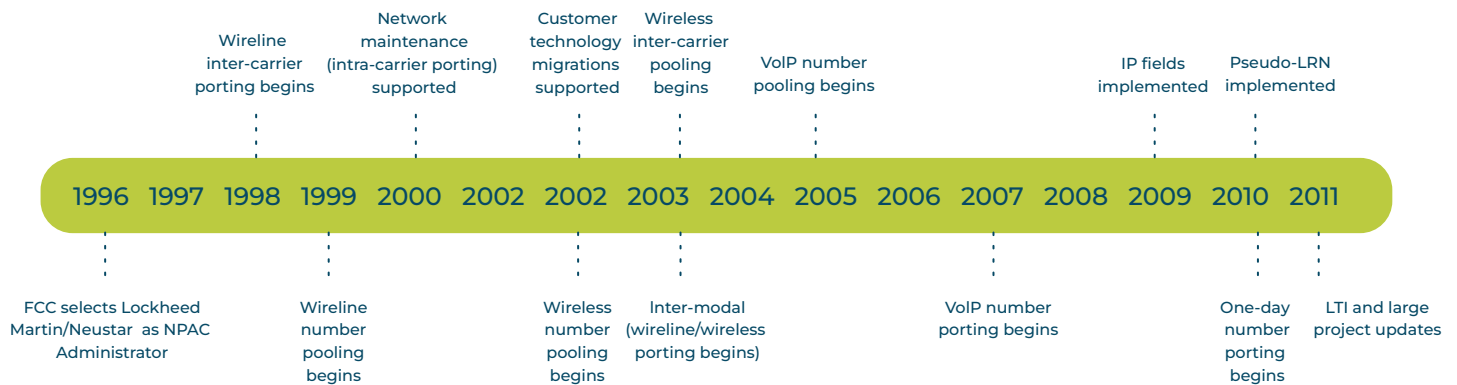 Wireline
inter-carrier
porting begins
Network
maintenance
(intra-carrier porting)
supported
Customer
technology
migrations
supported
Wireless
inter-carrier
pooling
begins
VoIP number
pooling begins
IP fields
implemented
Pseudo-LRN
implemented
1996 1997 1998 1999 2000 2002 2002 2003 2004 2005 2006 2007 2008 2009 2010 2011
FCC selects Lockheed
Martin/Neustar as NPAC
Administrator
Wireline
number
pooling
begins
Wireless
number
pooling
begins
Inter-modal
(wireline/wireless
porting begins)
VoIP number
porting begins
One-day
number
porting
begins
LTI and large
project updates